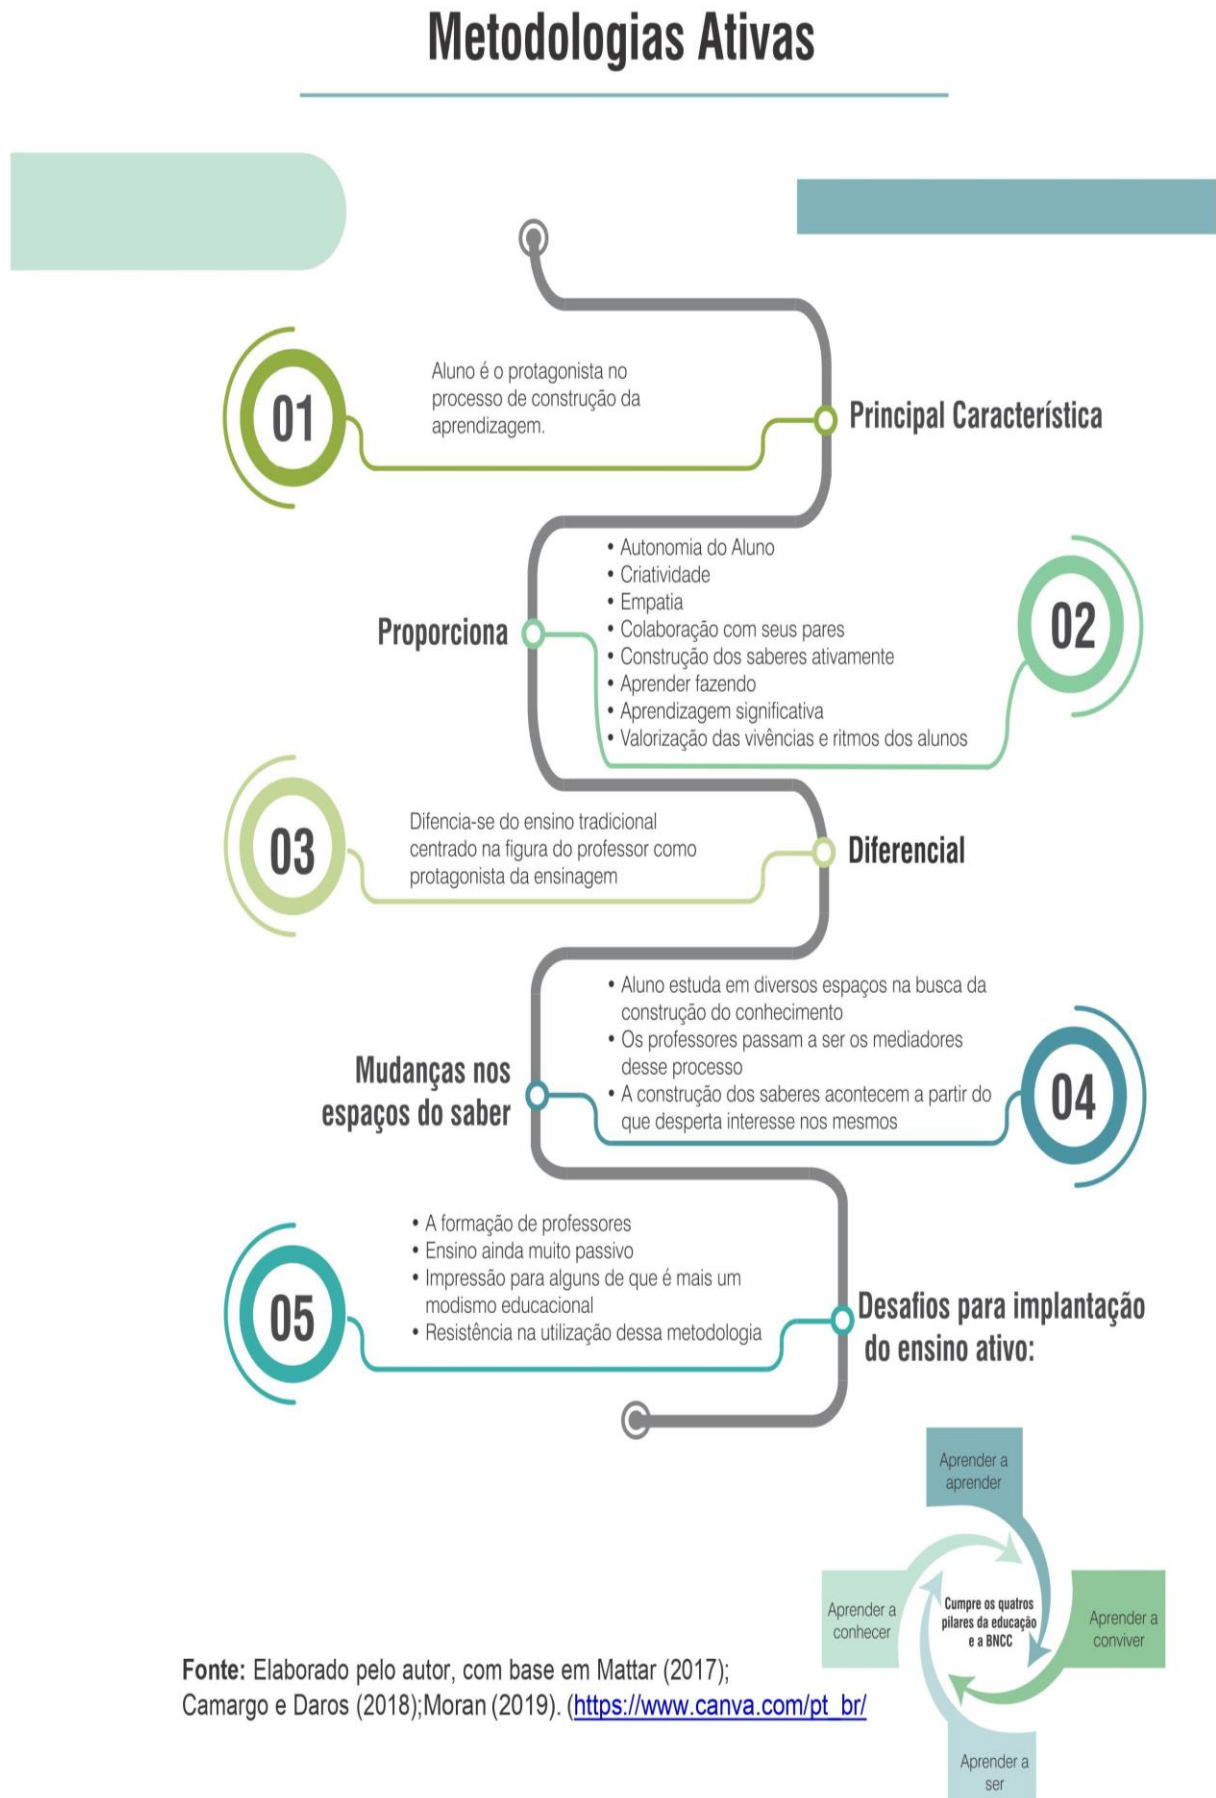 Metodologias Ativas
01
Aluno é o protagonista no
processo de construção da
aprendizagem.
Principal Característica
Proporciona
• Autonomia do Aluno
• Criatividade
• Empatia
• Colaboração com seus pares
• Construção dos saberes ativamente
• Aprender fazendo
• Aprendizagem significativa
• Valorização das vivências e ritmos dos alunos
02
03
Difencia-se do ensino tradicional
centrado na figura do professor como
protagonista da ensinagem
Diferencial
Mudanças nos
espaços do saber
• Aluno estuda em diversos espaços na busca da
construção do conhecimento
• Os professores passam a ser os mediadores
desse processo
• A construção dos saberes acontecem a partir do
que desperta interesse nos mesmos
04
05
• A formação de professores
• Ensino ainda muito passivo
• Impressão para alguns de que é mais um
modismo educacional
• Resistência na utilização dessa metodologia
Desafios para implantação
do ensino ativo:
Aprender a
aprender
Aprender a
conhecer
Cumpre os quatros
pilares da educação
e a BNCC
Aprender a
conviver
Aprender a
ser
Fonte: Elaborado pelo autor, com base em Mattar (2017);
Camargo e Daros (2018);Moran (2019). (https://www.canva.com/pt_br/